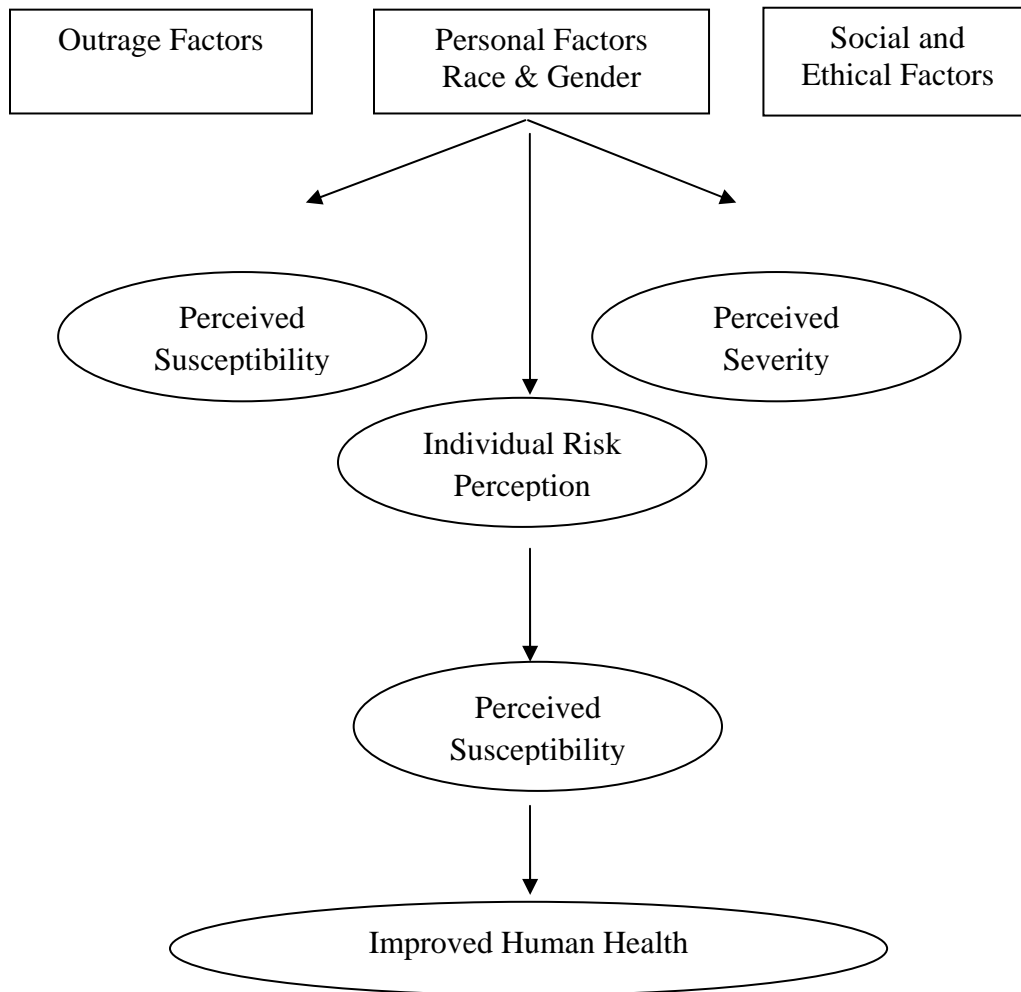 Outrage Factors
Personal Factors
Race & Gender
Social and
Ethical Factors
Perceived
Susceptibility
Perceived
Severity
Individual Risk
Perception
Perceived
Susceptibility
Improved Human Health